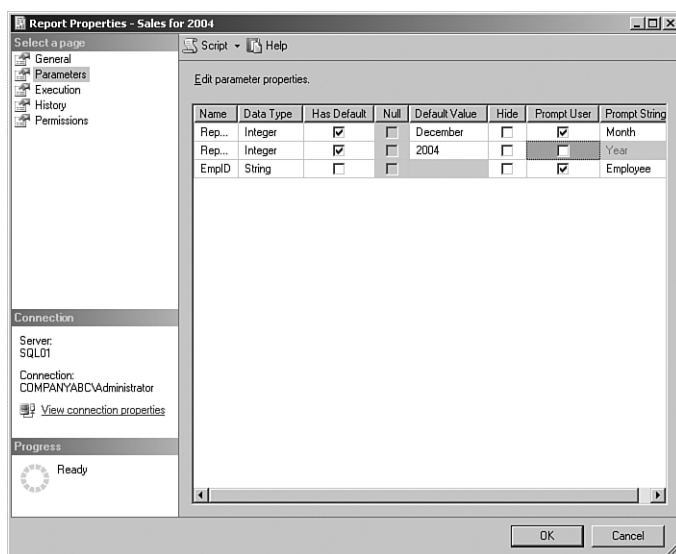 Report Properties - Sales for 2004
Select a page
General
Parameters
Execution
History
Permissions
Script Help
Edit parameter properties.
Name Data Type Has Default Null Default Value Hide Prompt User Prompt String
Rep... Integer December Month
Rep... Integer 2004 Year
EmpID String Employee
Connection
Server:
SQL01
Connection:
COMPANYABC\Administrator
View connection properties
Progress
Ready
OK Cancel